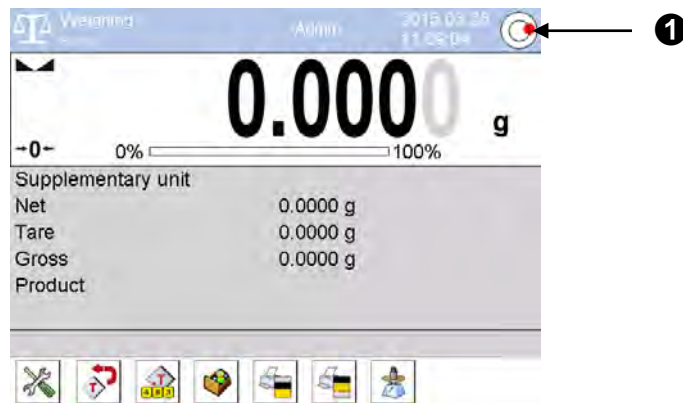 Weighing
Admin
2015.03.25
11:09:04
❶
0.0000 g
→0←
0% 100%
Supplementary unit
Net 0.0000 g
Tare 0.0000 g
Gross 0.0000 g
Product